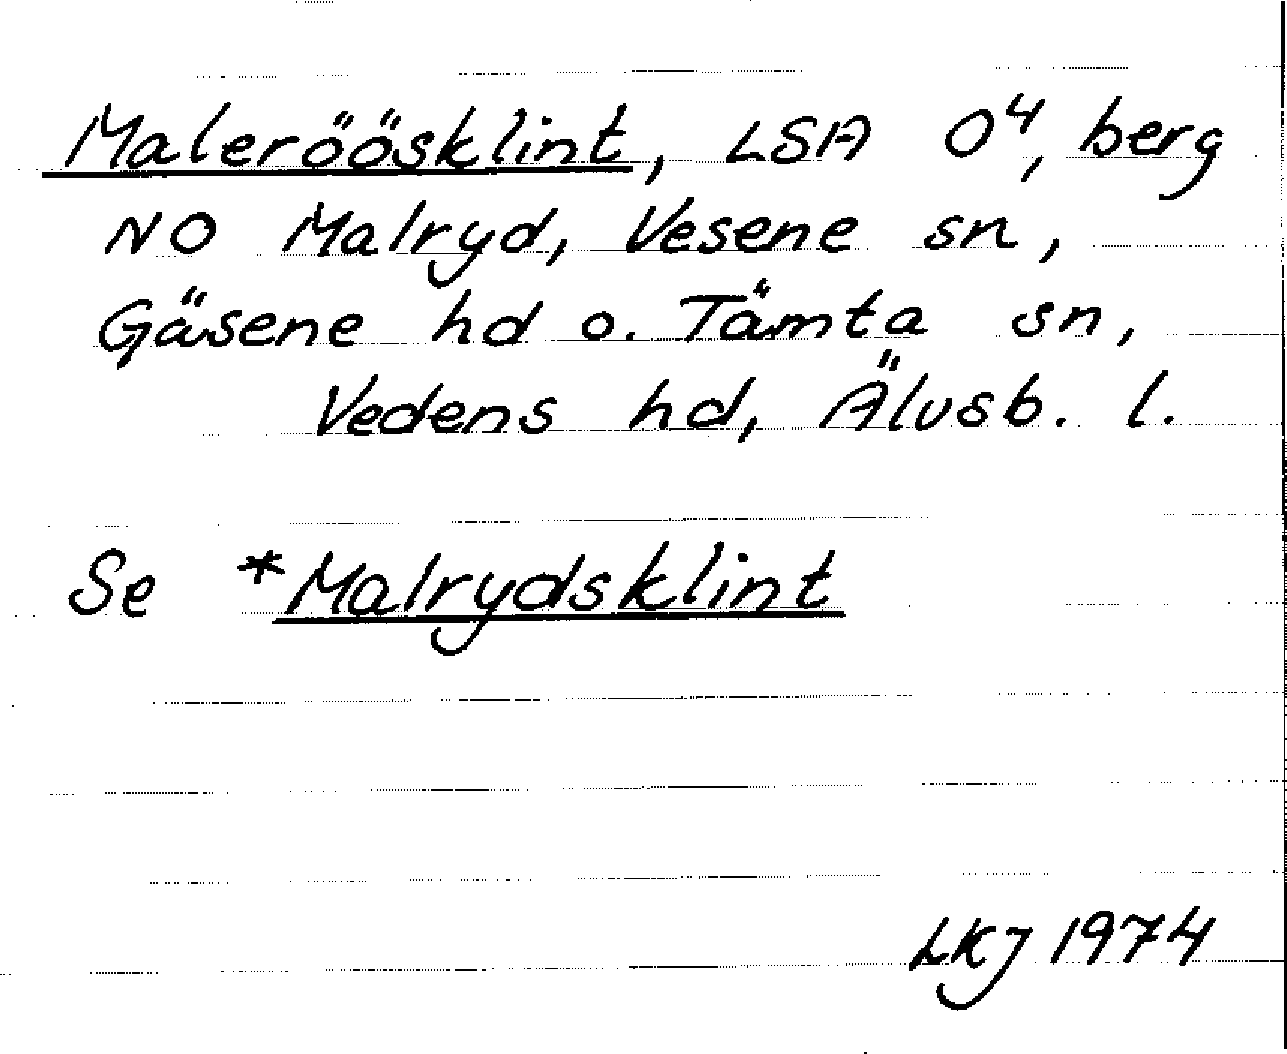 Maleröösklint, LSA O⁴, berg
NO Malryd, Vesene sn,
Gäsene hd o. Tämta sn,
Vedens hd, Älvsb. l.
Se *Malrydsklint
LKJ 1974